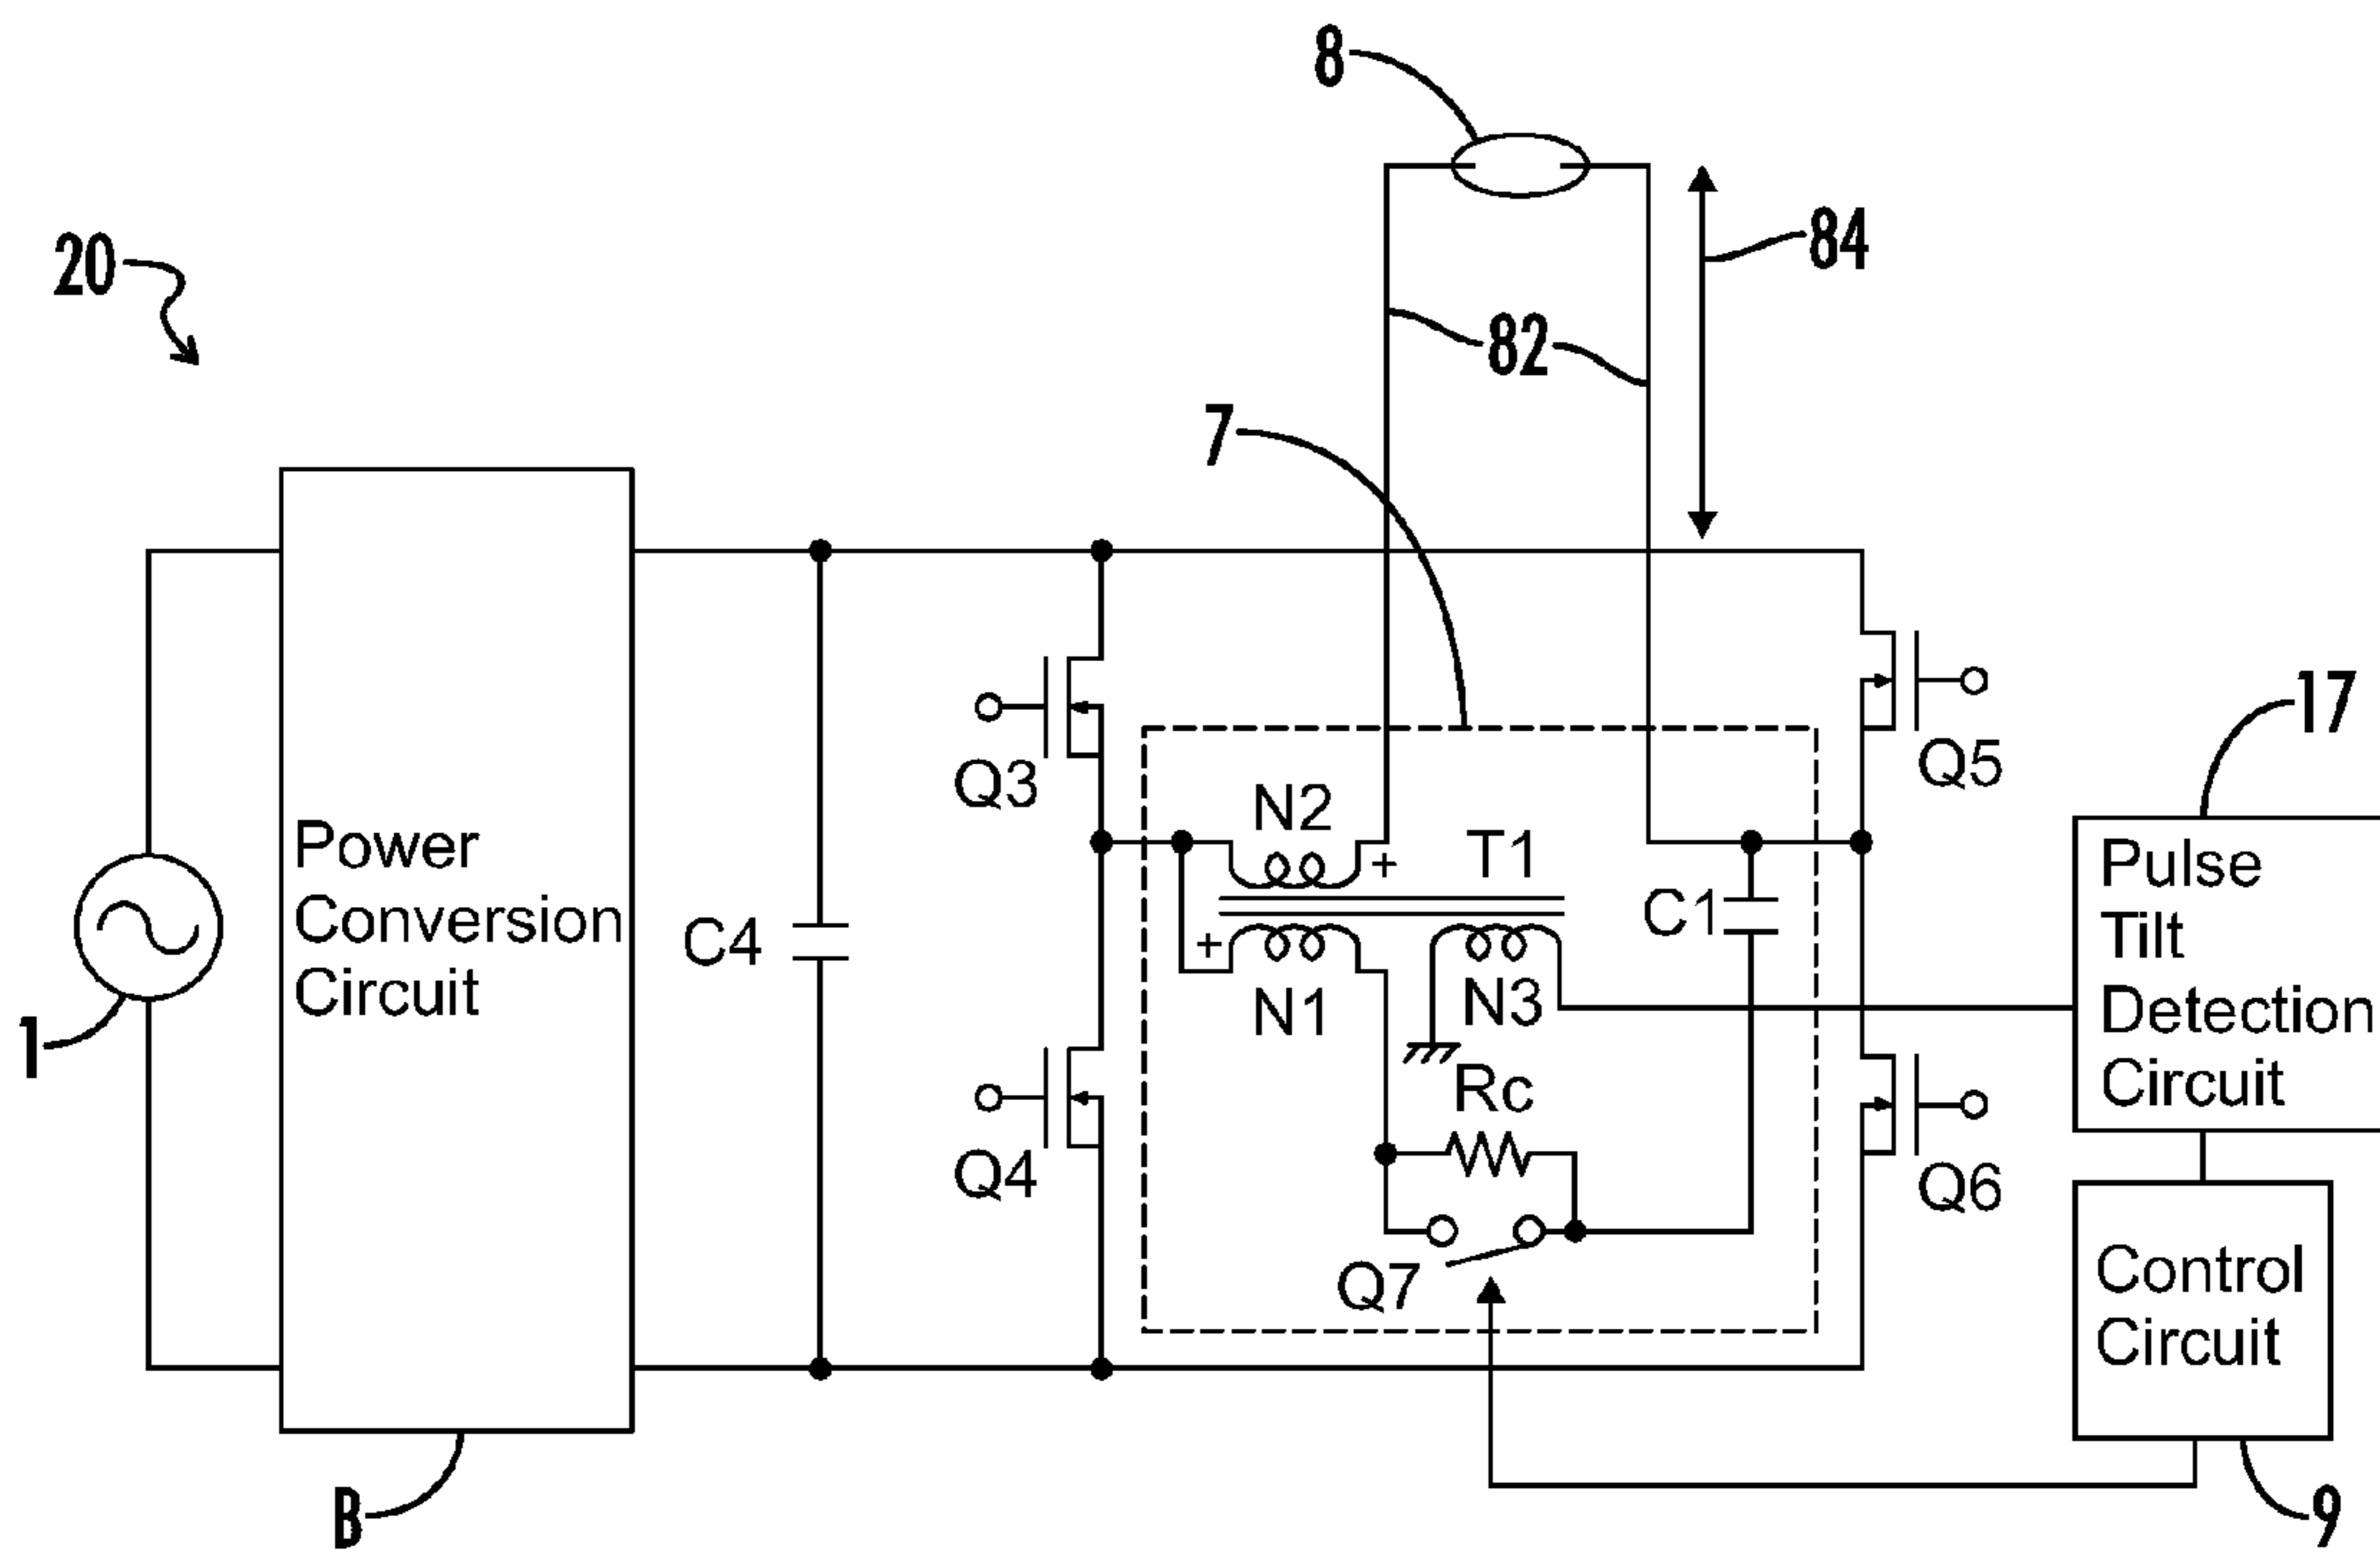 8
84
20
82
7
17
Q3
Q5
N2
T1
+
Power
Conversion
Circuit
Pulse
Tilt
Detection
Circuit
C4
C1
+
N1
N3
1
Rc
Q4
Q6
Q7
Control
Circuit
B
9